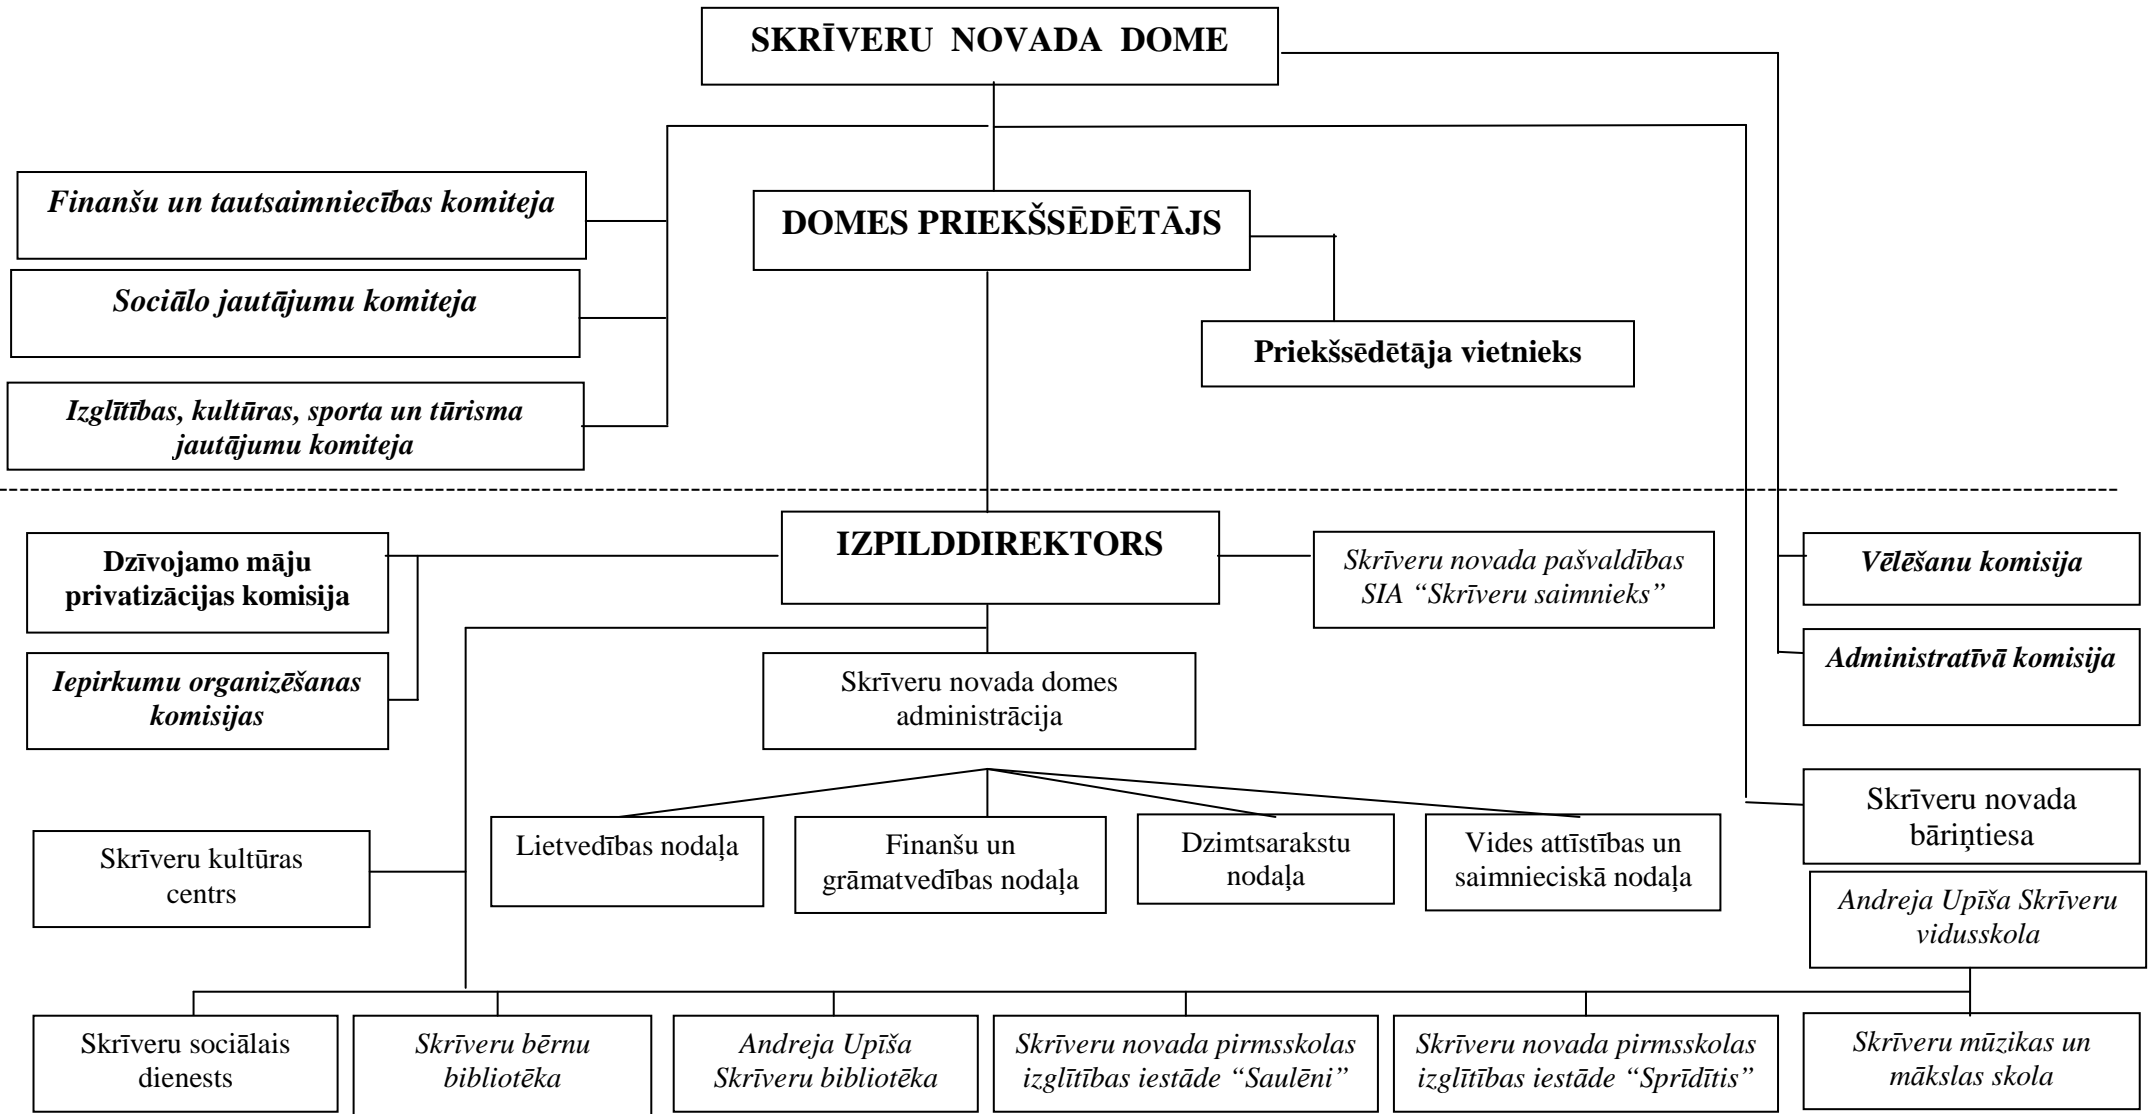 SKRĪVERU NOVADA DOME
Finanšu un tautsaimniecības komiteja
DOMES PRIEKŠSĒDĒTĀJS
Sociālo jautājumu komiteja
Priekšsēdētāja vietnieks
Izglītības, kultūras, sporta un tūrisma
jautājumu komiteja
Dzīvojamo māju
privatizācijas komisija
IZPILDDIREKTORS
Skrīveru novada pašvaldības
SIA “Skrīveru saimnieks”
Vēlēšanu komisija
Iepirkumu organizēšanas
komisijas
Skrīveru novada domes
administrācija
Administratīvā komisija
Skrīveru novada
bāriņtiesa
Skrīveru kultūras
centrs
Lietvedības nodaļa
Finanšu un
grāmatvedības nodaļa
Dzimtsarakstu
nodaļa
Vides attīstības un
saimnieciskā nodaļa
Andreja Upīša Skrīveru
vidusskola
Skrīveru sociālais
dienests
Skrīveru bērnu
bibliotēka
Andreja Upīša
Skrīveru bibliotēka
Skrīveru novada pirmsskolas
izglītības iestāde “Saulēni”
Skrīveru novada pirmsskolas
izglītības iestāde “Sprīdītis”
Skrīveru mūzikas un
mākslas skola